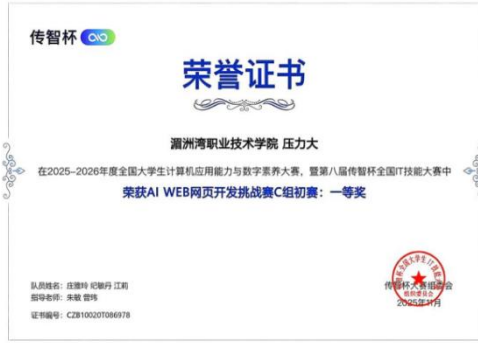 传智杯
荣誉证书
湄洲湾职业技术学院 压力大
在2025-2026年度全国大学生计算机应用能力与数字素养大赛，暨第八届传智杯全国IT技能大赛中
荣获AI WEB网页开发挑战赛C组初赛：一等奖
队员姓名：庄雅玲 纪敏丹 江莉
指导老师：朱敏 曾玮
证书编号：CZB10020T086978
传智杯大赛组委会
2025年11月